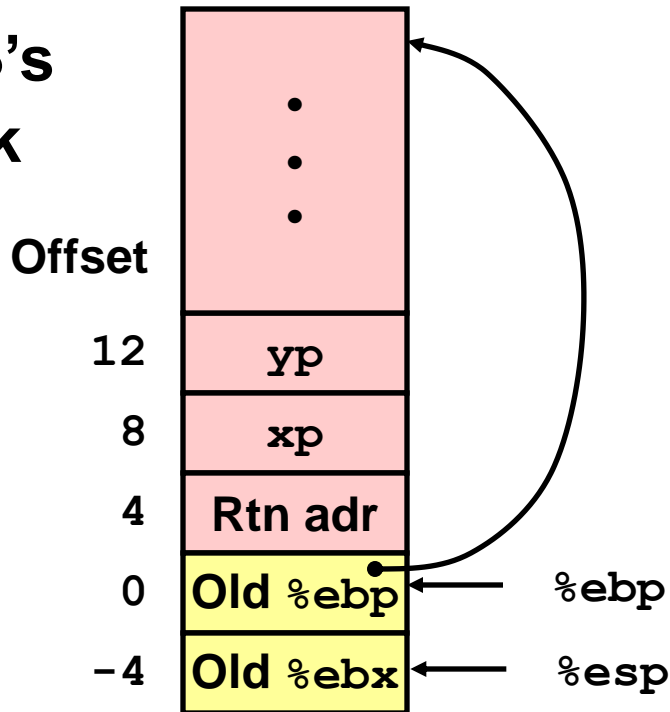 ’s
k
Offset
12 yp
8 xp
4 Rtn adr
0 Old %ebp %ebp
-4 Old %ebx %esp